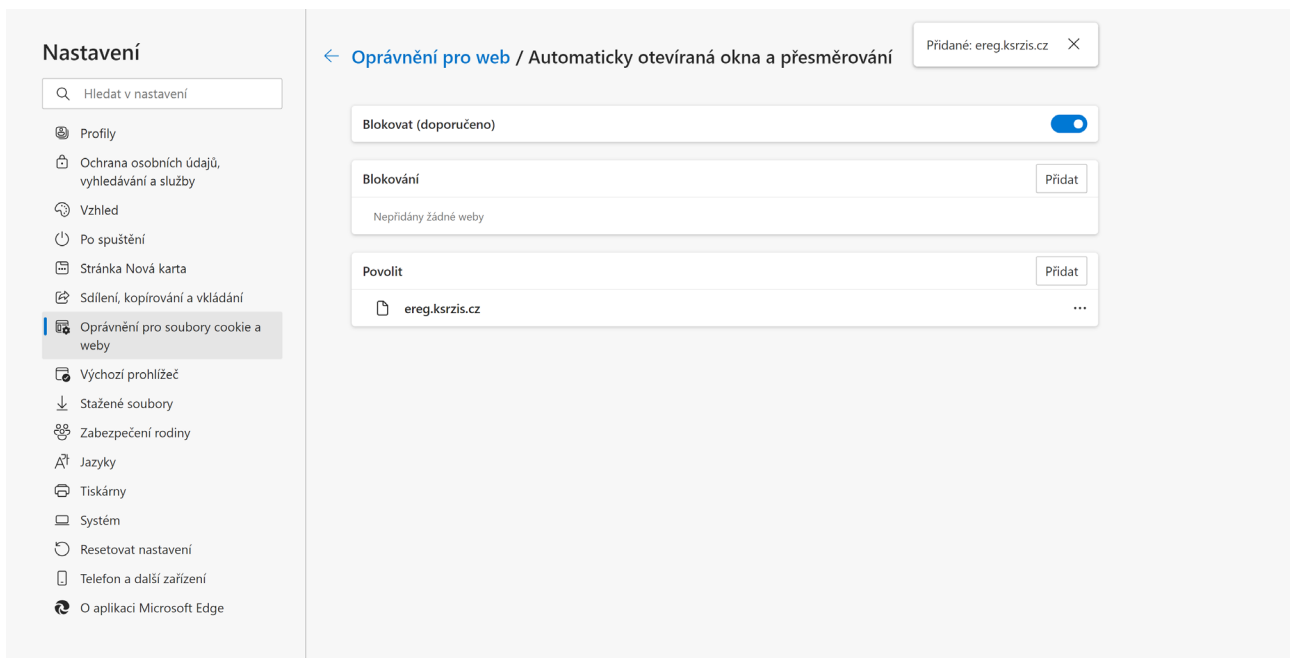 Nastavení
Hledat v nastavení
Profily
Ochrana osobních údajů,
vyhledávání a služby
Vzhled
Po spuštění
Stránka Nová karta
Sdílení, kopírování a vkládání
Oprávnění pro soubory cookie a
weby
Výchozí prohlížeč
Stažené soubory
Zabezpečení rodiny
Jazyky
Tiskárny
Systém
Resetovat nastavení
Telefon a další zařízení
O aplikaci Microsoft Edge
Oprávnění pro web / Automaticky otevíraná okna a přesměrování
Přidané: ereg.ksrzis.cz
Blokovat (doporučeno)
Blokování Přidat
Nepřidány žádné weby
Povolit Přidat
ereg.ksrzis.cz